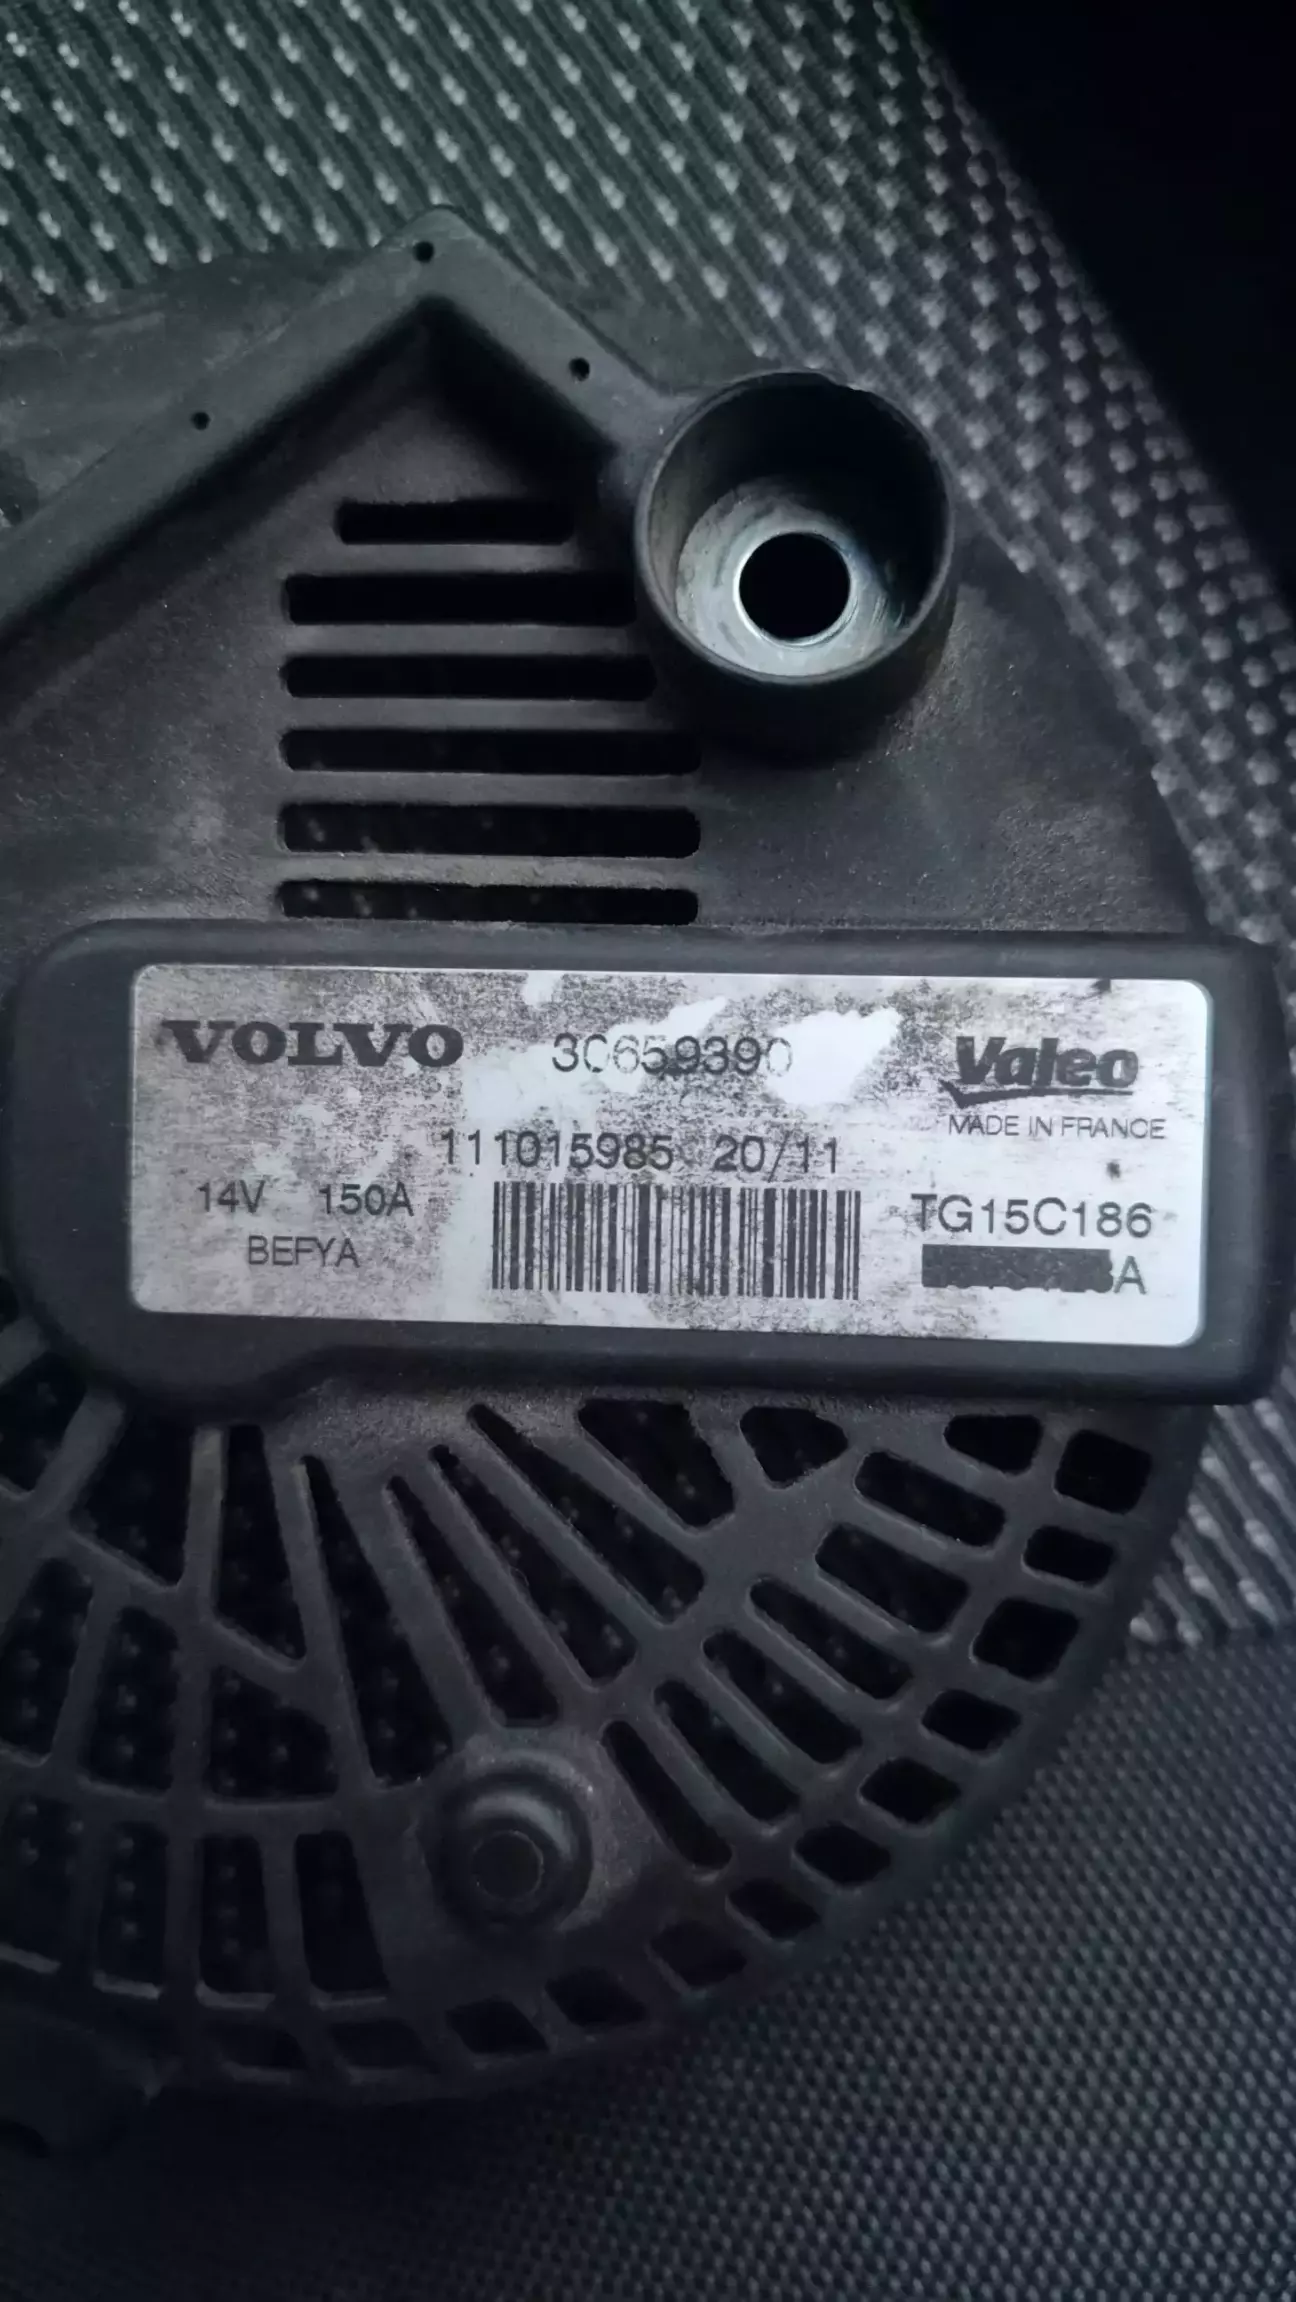 VOLVO 30659390 Valeo
MADE IN FRANCE
111015985 20/11
14V 150A TG15C186
BEFYA